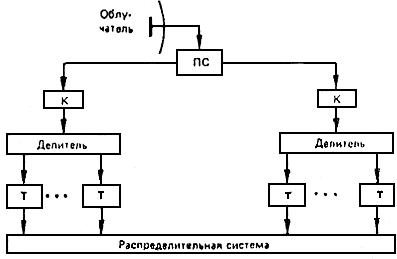 Облу-
чатель
ПС
К
К
Делитель
Делитель
Т ... Т
Т ... Т
Распределительная система